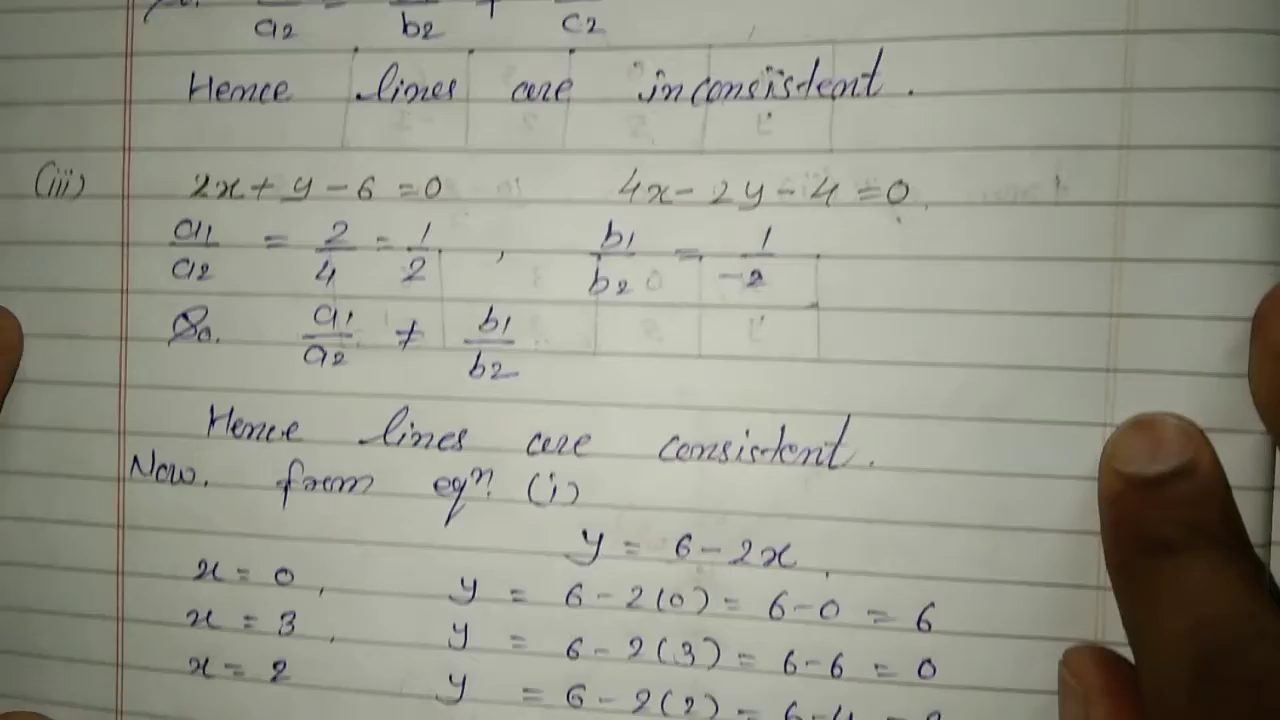 a2 b2 c2
Hence lines are inconsistent.
(iii) 2x + y - 6 = 0 4x - 2y - 4 = 0.
a1/a2 = 2/4 = 1/2 , b1/b2 = 1/-2
So. a1/a2 ≠ b1/b2
Hence lines are consistent.
Now. from eqn. (i)
y = 6 - 2x.
x = 0, y = 6 - 2(0) = 6 - 0 = 6
x = 3, y = 6 - 2(3) = 6 - 6 = 0
x = 2 y = 6 - 2(2) = 6 - 4 =